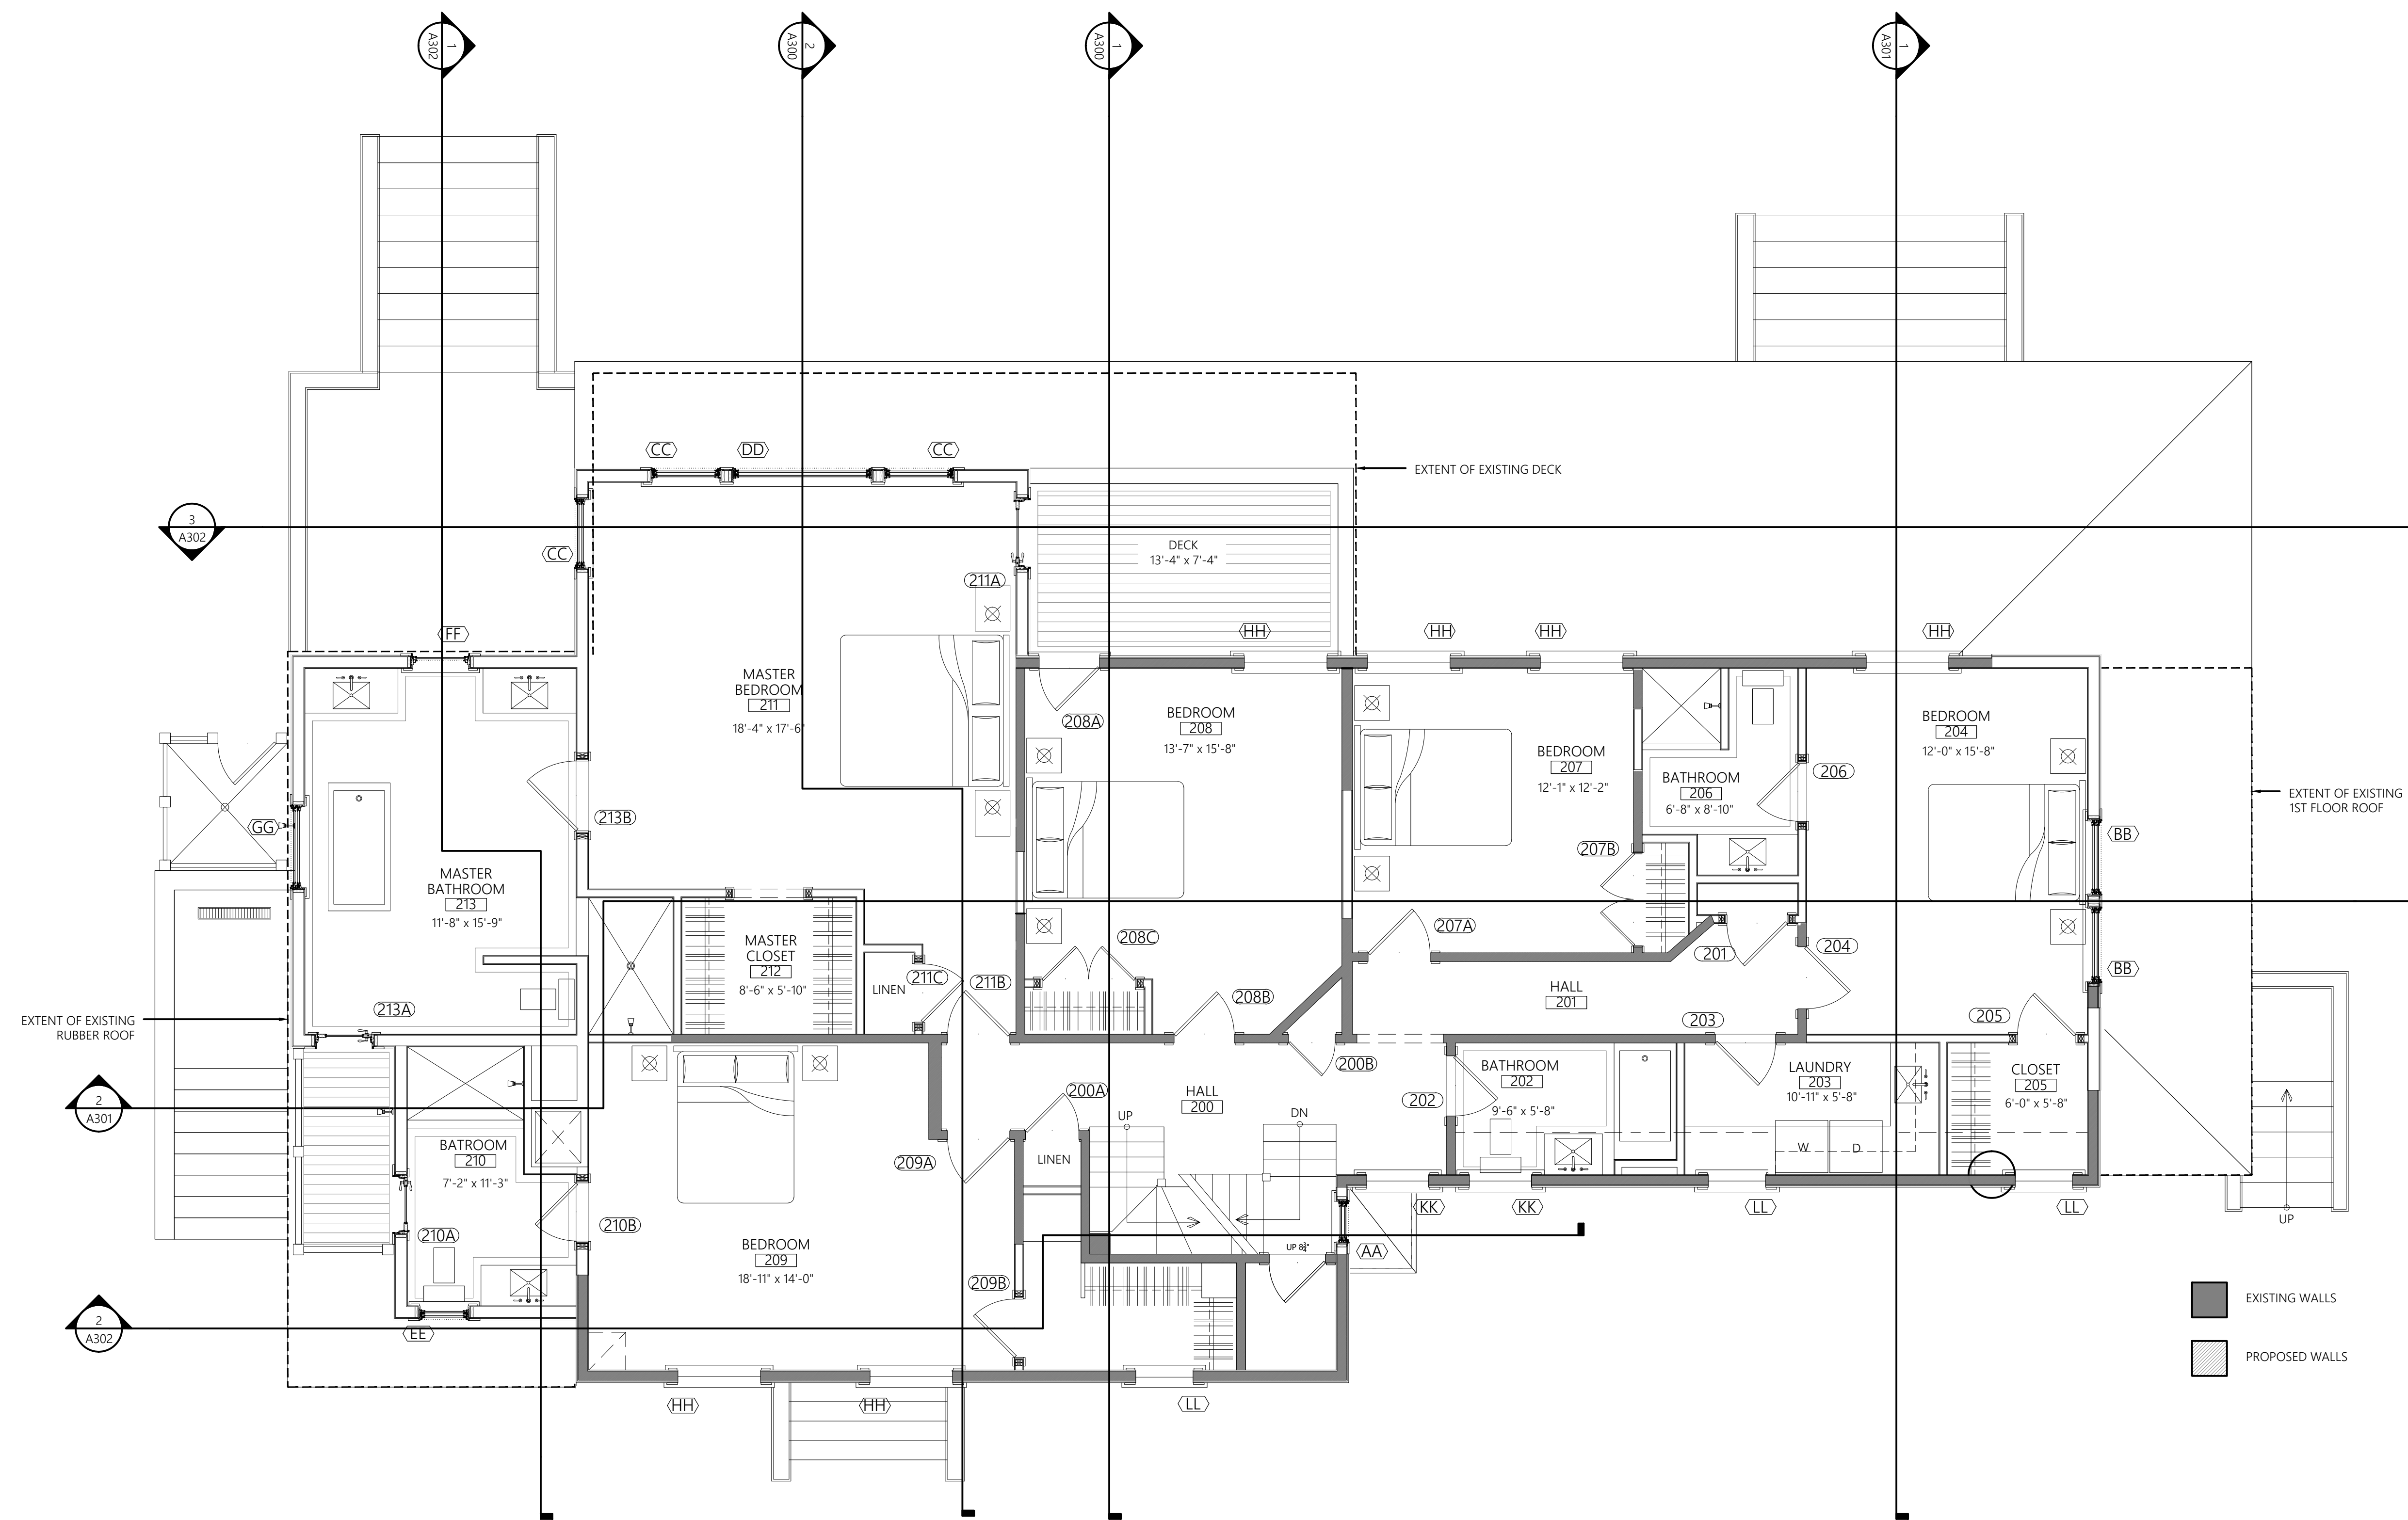 1
A302
2
A300
1
A300
1
A301
CC
DD
CC
EXTENT OF EXISTING DECK
3
A302
CC
DECK
13'-4" x 7'-4"
211A
FF
HH
HH
HH
HH
MASTER
BEDROOM
211
18'-4" x 17'-6"
208A
BEDROOM
208
13'-7" x 15'-8"
BEDROOM
207
12'-1" x 12'-2"
BATHROOM
206
6'-8" x 8'-10"
206
BEDROOM
204
12'-0" x 15'-8"
EXTENT OF EXISTING
1ST FLOOR ROOF
GG
213B
BB
207B
MASTER
BATHROOM
213
11'-8" x 15'-9"
MASTER
CLOSET
212
8'-6" x 5'-10"
LINEN
211C
211B
208C
207A
201
204
BB
208B
HALL
201
213A
203
205
EXTENT OF EXISTING
RUBBER ROOF
200B
200A
HALL
200
202
BATHROOM
202
9'-6" x 5'-8"
LAUNDRY
203
10'-11" x 5'-8"
CLOSET
205
6'-0" x 5'-8"
2
A301
UP
DN
BATROOM
210
7'-2" x 11'-3"
209A
LINEN
W
D
210A
210B
KK
KK
LL
LL
UP
BEDROOM
209
18'-11" x 14'-0"
209B
UP 8¾"
AA
2
A302
EE
EXISTING WALLS
PROPOSED WALLS
HH
HH
LL